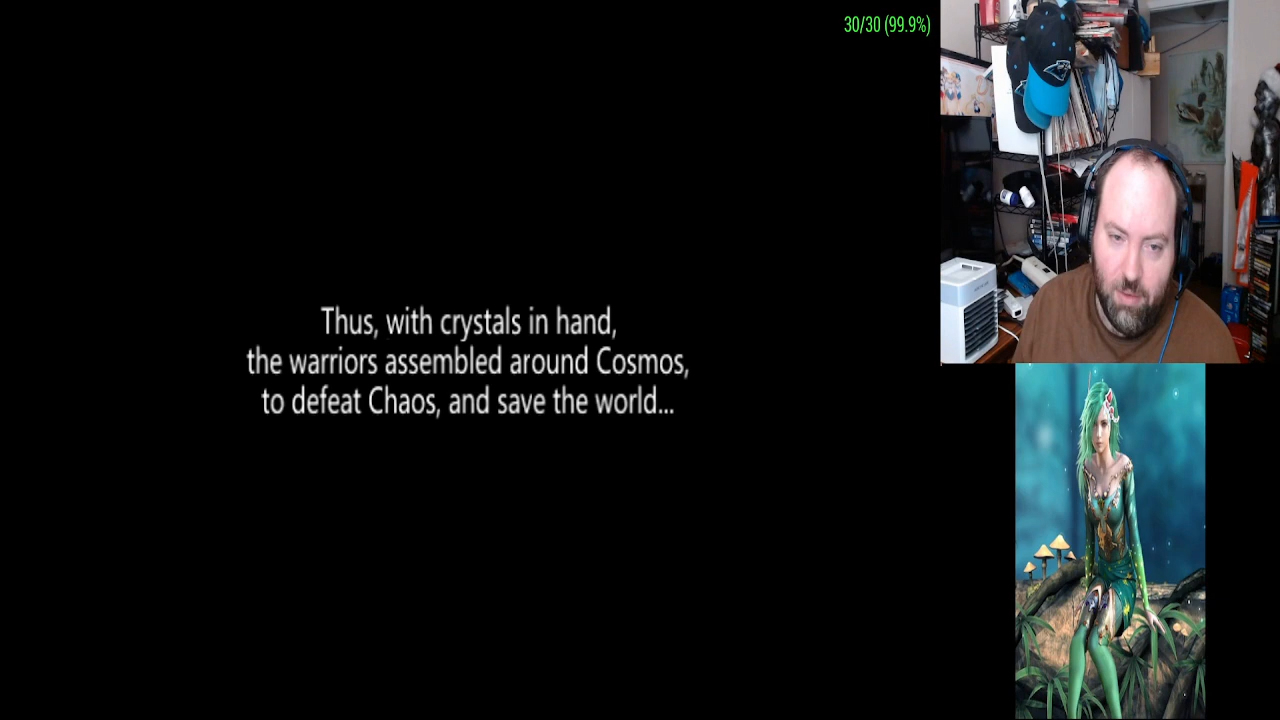 30/30 (99.9%)
Thus, with crystals in hand,
the warriors assembled around Cosmos,
to defeat Chaos, and save the world...